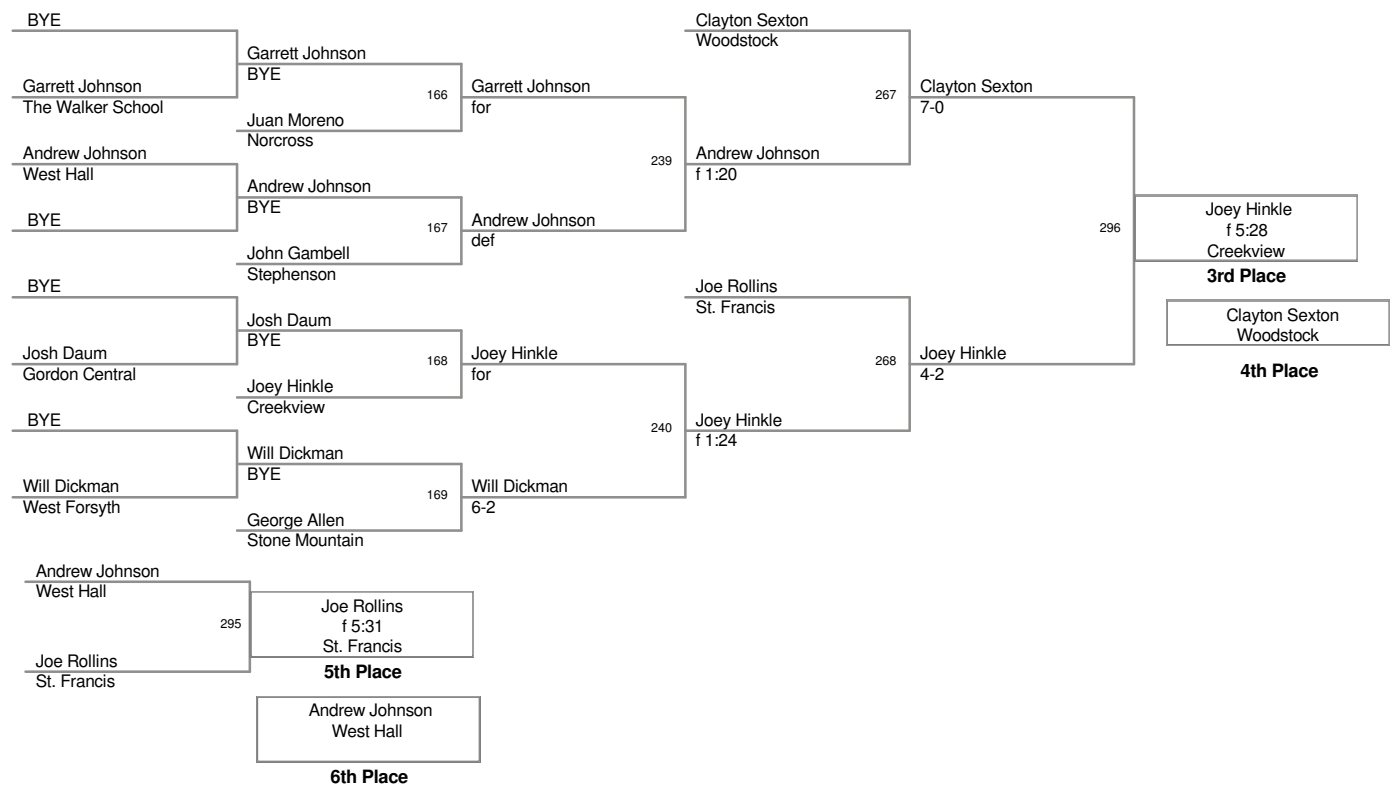 BYE
Garrett Johnson
The Walker School
Andrew Johnson
West Hall
BYE
BYE
Josh Daum
Gordon Central
BYE
Will Dickman
West Forsyth
Garrett Johnson
BYE
166
Juan Moreno
Norcross
Andrew Johnson
BYE
167
John Gambell
Stephenson
Josh Daum
BYE
168
Joey Hinkle
Creekview
Will Dickman
BYE
169
George Allen
Stone Mountain
Garrett Johnson
for
239
Andrew Johnson
def
Joey Hinkle
for
240
Will Dickman
6-2
Clayton Sexton
Woodstock
267
Andrew Johnson
f 1:20
Joe Rollins
St. Francis
268
Joey Hinkle
f 1:24
Clayton Sexton
7-0
296
Joey Hinkle
4-2
Joey Hinkle
f 5:28
Creekview
3rd Place
Clayton Sexton
Woodstock
4th Place
Andrew Johnson
West Hall
295
Joe Rollins
St. Francis
Joe Rollins
f 5:31
St. Francis
5th Place
Andrew Johnson
West Hall
6th Place